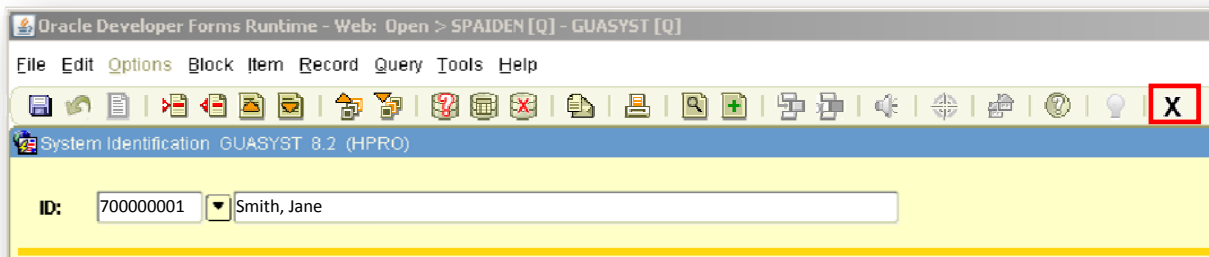 Oracle Developer Forms Runtime - Web: Open > SPAIDEN [Q] - GUASYST [Q]
File Edit Options Block Item Record Query Tools Help
X
System Identification GUASYST 8.2 (HPRO)
ID: 700000001 Smith, Jane